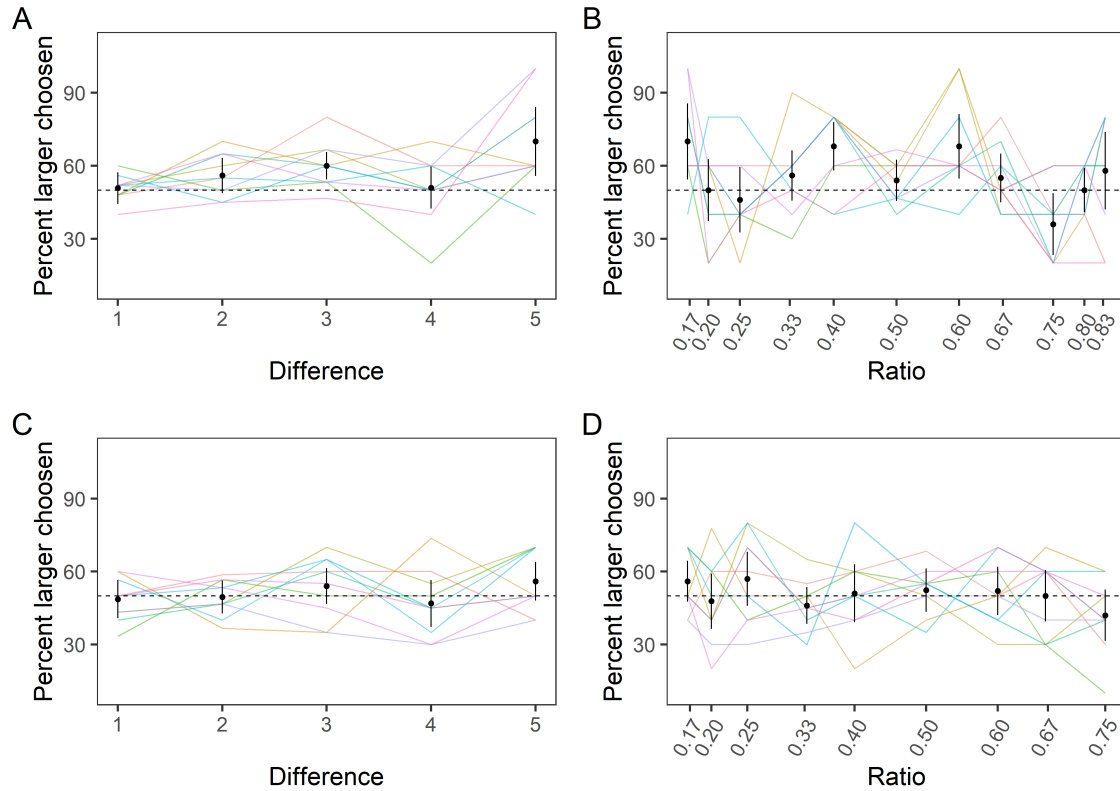 A
Percent larger choosen
90
60
30
1 2 3 4 5
Difference
B
Percent larger choosen
90
60
30
0.17 0.20 0.25 0.33 0.40 0.50 0.60 0.67 0.75 0.80 0.83
Ratio
C
Percent larger choosen
90
60
30
1 2 3 4 5
Difference
D
Percent larger choosen
90
60
30
0.17 0.20 0.25 0.33 0.40 0.50 0.60 0.67 0.75
Ratio